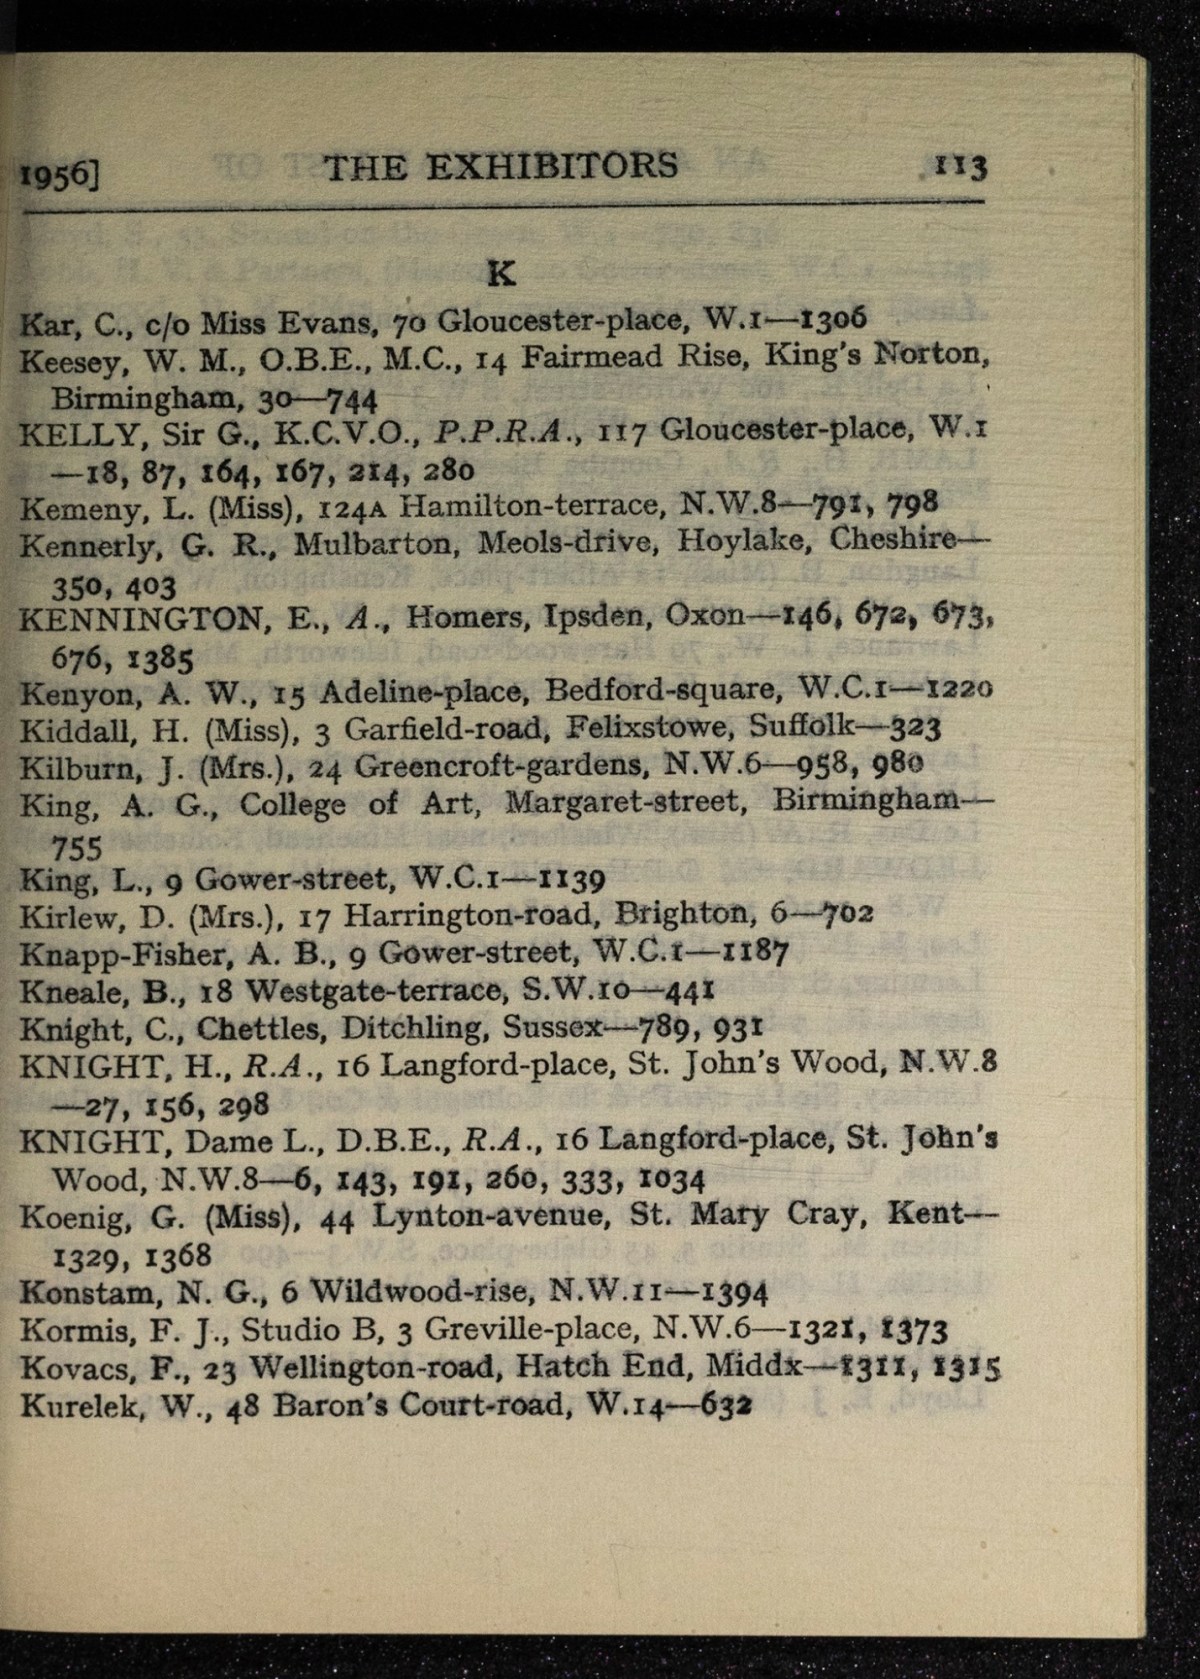 1956] THE EXHIBITORS 113
K
Kar, C., c/o Miss Evans, 70 Gloucester-place, W.1—1306
Keesey, W. M., O.B.E., M.C., 14 Fairmead Rise, King's Norton,
Birmingham, 30—744
KELLY, Sir G., K.C.V.O., P.P.R.A., 117 Gloucester-place, W.1
—18, 87, 164, 167, 214, 280
Kemeny, L. (Miss), 124A Hamilton-terrace, N.W.8—791, 798
Kennerly, G. R., Mulbarton, Meols-drive, Hoylake, Cheshire—
350, 403
KENNINGTON, E., A., Homers, Ipsden, Oxon—146, 672, 673,
676, 1385
Kenyon, A. W., 15 Adeline-place, Bedford-square, W.C.1—1220
Kiddall, H. (Miss), 3 Garfield-road, Felixstowe, Suffolk—323
Kilburn, J. (Mrs.), 24 Greencroft-gardens, N.W.6—958, 980
King, A. G., College of Art, Margaret-street, Birmingham—
755
King, L., 9 Gower-street, W.C.1—1139
Kirlew, D. (Mrs.), 17 Harrington-road, Brighton, 6—702
Knapp-Fisher, A. B., 9 Gower-street, W.C.1—1187
Kneale, B., 18 Westgate-terrace, S.W.10—441
Knight, C., Chettles, Ditchling, Sussex—789, 931
KNIGHT, H., R.A., 16 Langford-place, St. John's Wood, N.W.8
—27, 156, 298
KNIGHT, Dame L., D.B.E., R.A., 16 Langford-place, St. John's
Wood, N.W.8—6, 143, 191, 260, 333, 1034
Koenig, G. (Miss), 44 Lynton-avenue, St. Mary Cray, Kent—
1329, 1368
Konstam, N. G., 6 Wildwood-rise, N.W.11—1394
Kormis, F. J., Studio B, 3 Greville-place, N.W.6—1321, 1373
Kovacs, F., 23 Wellington-road, Hatch End, Middx—1311, 1315
Kurelek, W., 48 Baron's Court-road, W.14—632